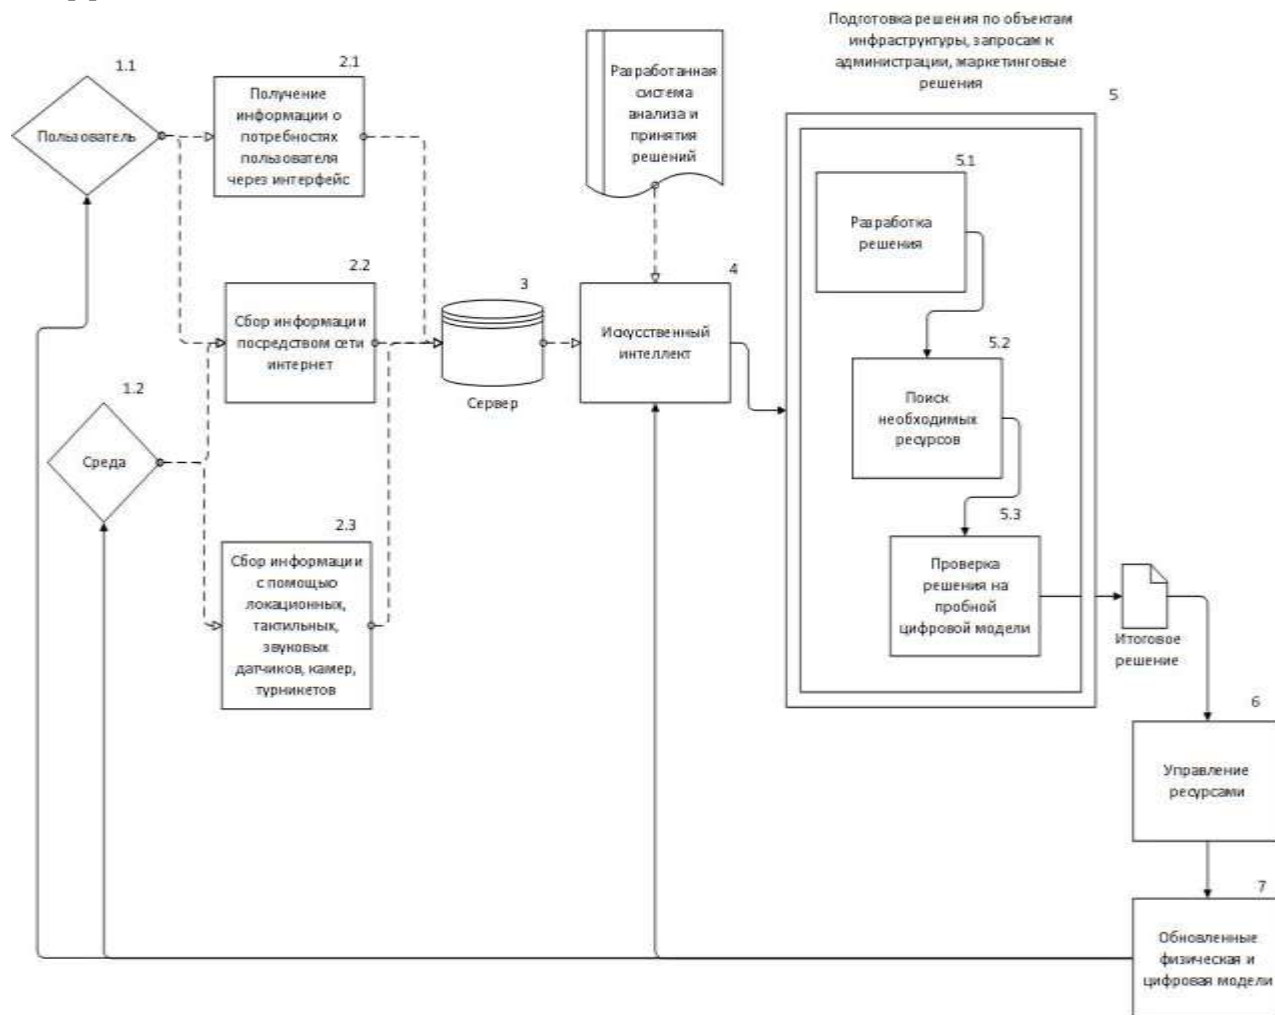 Подготовка решения по объектам
инфраструктуры, запросам к
администрации, маркетинговые
решения
5
1.1
Пользователь
2.1
Получение
информации о
потребностях
пользователя
через интерфейс
Разработанная
система
анализа и
принятия
решений
5.1
Разработка
решения
2.2
Сбор информации
посредством сети
интернет
3
Сервер
4
Искусственный
интеллект
5.2
Поиск
необходимых
ресурсов
1.2
Среда
2.3
Сбор информации
с помощью
локационных,
тактильных,
звуковых
датчиков, камер,
турникетов
5.3
Проверка
решения на
пробной
цифровой модели
Итоговое
решение
6
Управление
ресурсами
7
Обновленные
физическая и
цифровая модели